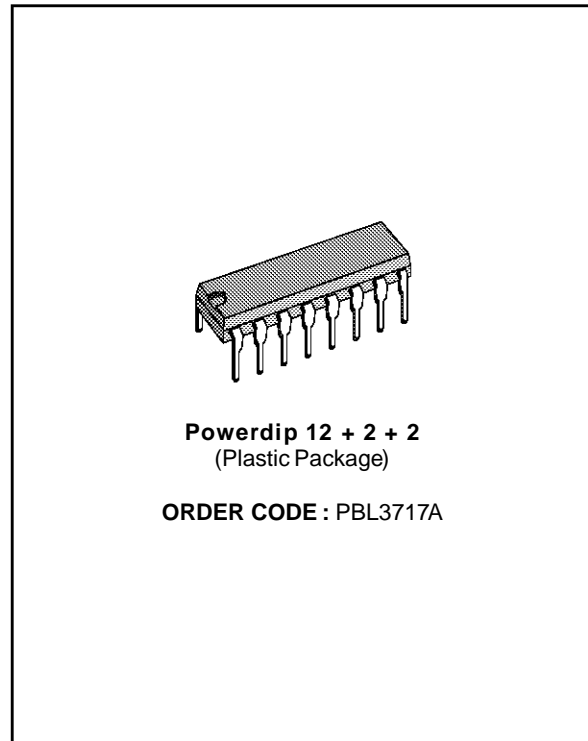 Powerdip 12 + 2 + 2
(Plastic Package)
ORDER CODE : PBL3717A